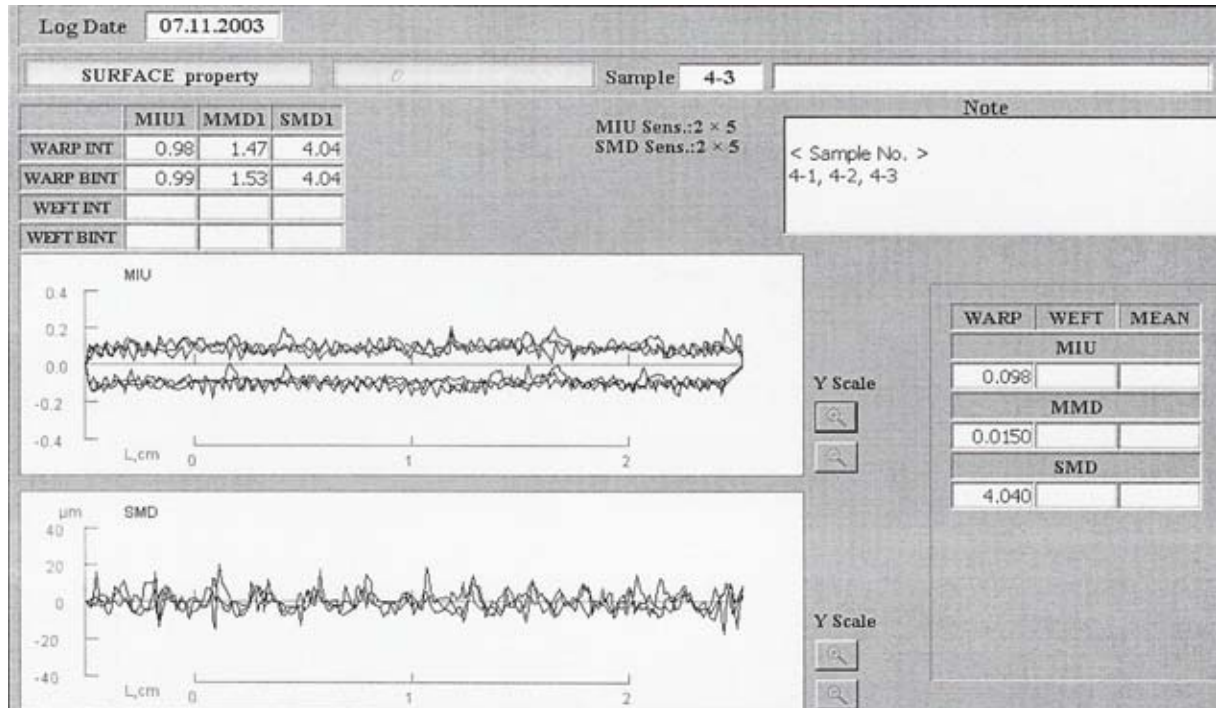 Log Date 07.11.2003
SURFACE property 0 Sample 4-3
Note
MIU1 MMD1 SMD1
WARP INT 0.98 1.47 4.04
WARP BINT 0.99 1.53 4.04
WEFT INT
WEFT BINT
MIU Sens.:2 × 5
SMD Sens.:2 × 5
< Sample No. >
4-1, 4-2, 4-3
MIU
0.4
0.2
0.0
-0.2
-0.4
L,cm 0 1 2
Y Scale
WARP WEFT MEAN
MIU
0.098
MMD
0.0150
SMD
4.040
µm SMD
40
20
0
-20
-40
L,cm 0 1 2
Y Scale